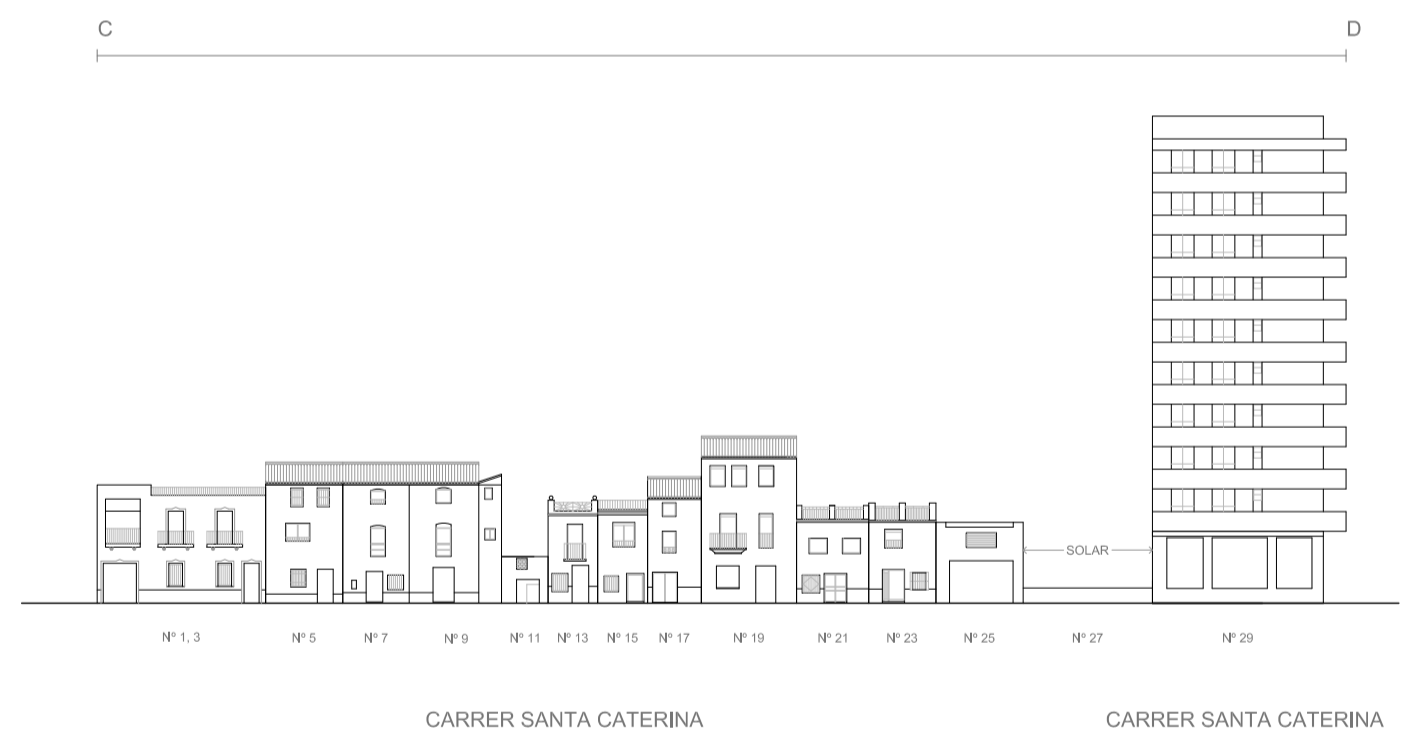 C D
SOLAR
Nº 1, 3 Nº 5 Nº 7 Nº 9 Nº 11 Nº 13 Nº 15 Nº 17 Nº 19 Nº 21 Nº 23 Nº 25 Nº 27 Nº 29
CARRER SANTA CATERINA CARRER SANTA CATERINA